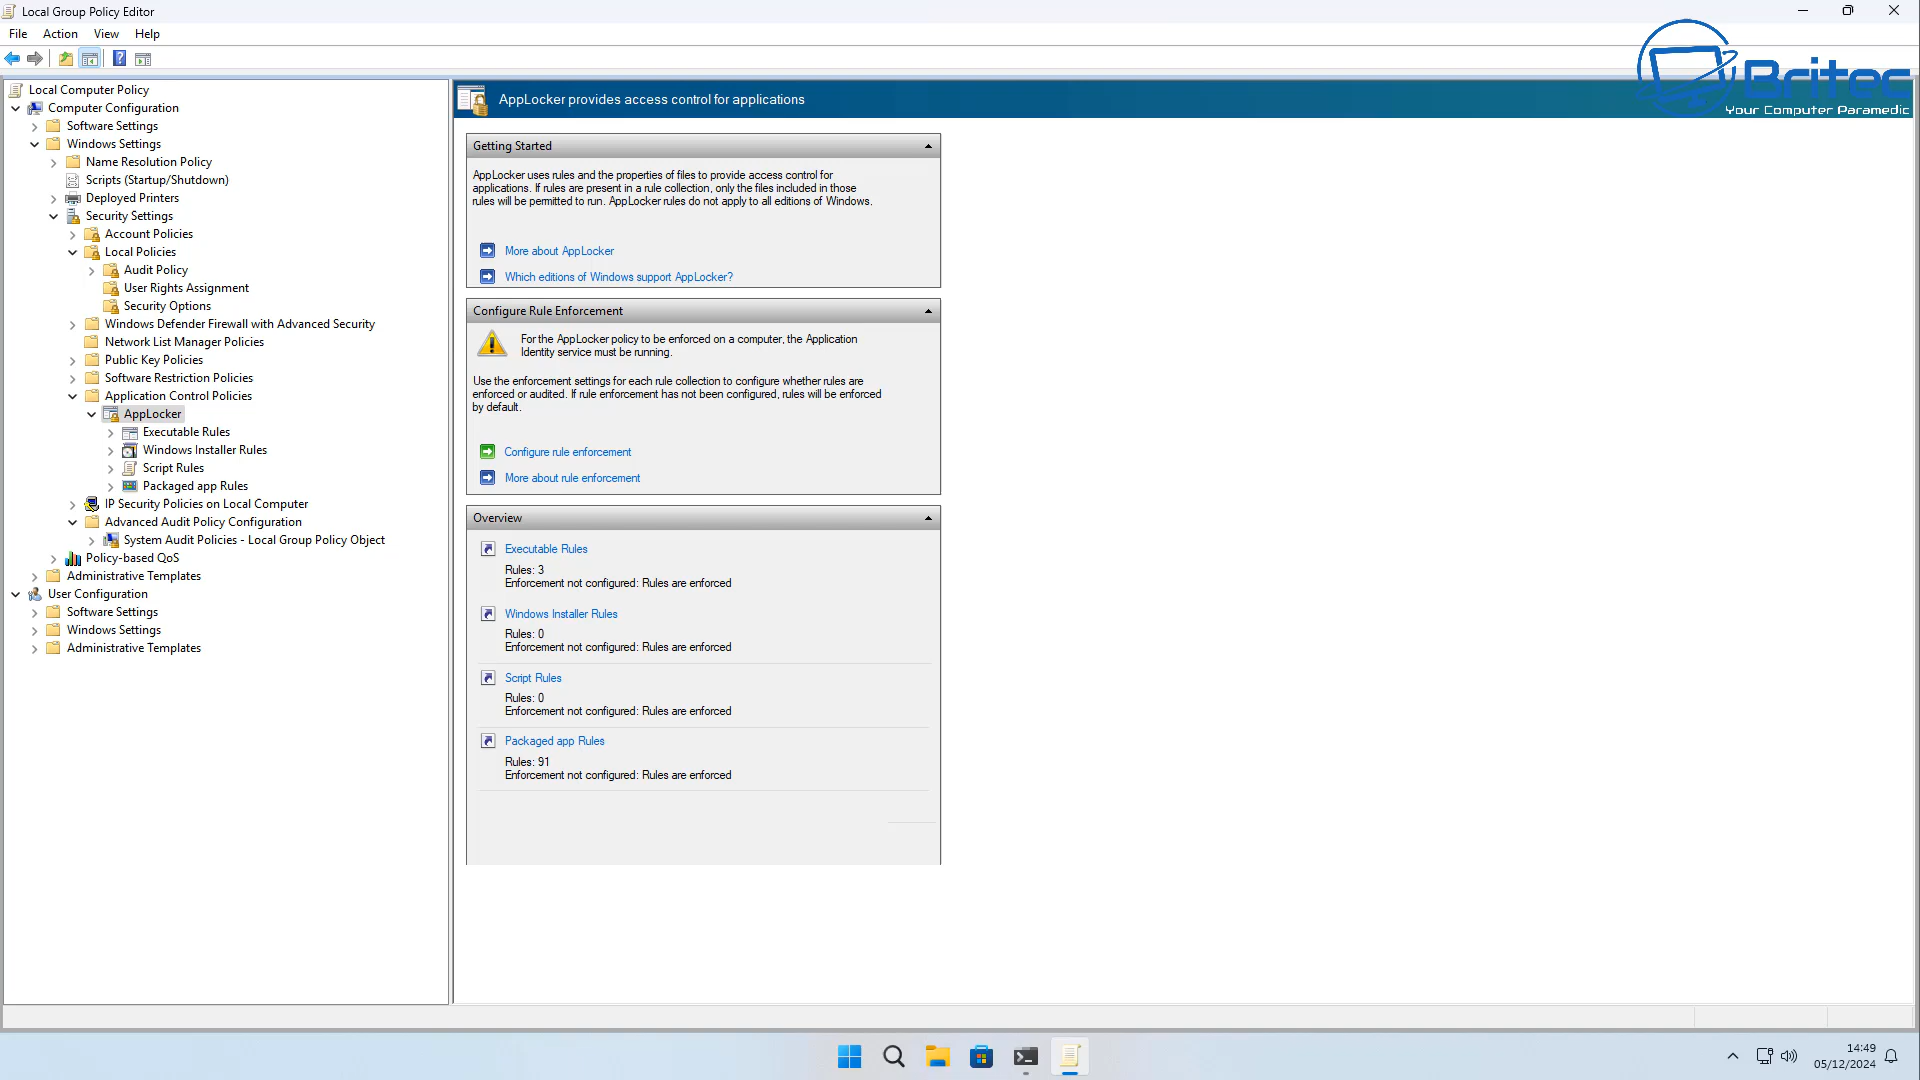 Local Group Policy Editor
File Action View Help
Local Computer Policy
Computer Configuration
Software Settings
Windows Settings
Name Resolution Policy
Scripts (Startup/Shutdown)
Deployed Printers
Security Settings
Account Policies
Local Policies
Audit Policy
User Rights Assignment
Security Options
Windows Defender Firewall with Advanced Security
Network List Manager Policies
Public Key Policies
Software Restriction Policies
Application Control Policies
AppLocker
Executable Rules
Windows Installer Rules
Script Rules
Packaged app Rules
IP Security Policies on Local Computer
Advanced Audit Policy Configuration
System Audit Policies - Local Group Policy Object
Policy-based QoS
Administrative Templates
User Configuration
Software Settings
Windows Settings
Administrative Templates
AppLocker provides access control for applications
Britec
Your Computer Paramedic
Getting Started
AppLocker uses rules and the properties of files to provide access control for
applications. If rules are present in a rule collection, only the files included in those
rules will be permitted to run. AppLocker rules do not apply to all editions of Windows.
More about AppLocker
Which editions of Windows support AppLocker?
Configure Rule Enforcement
For the AppLocker policy to be enforced on a computer, the Application
Identity service must be running.
Use the enforcement settings for each rule collection to configure whether rules are
enforced or audited. If rule enforcement has not been configured, rules will be enforced
by default.
Configure rule enforcement
More about rule enforcement
Overview
Executable Rules
Rules: 3
Enforcement not configured: Rules are enforced
Windows Installer Rules
Rules: 0
Enforcement not configured: Rules are enforced
Script Rules
Rules: 0
Enforcement not configured: Rules are enforced
Packaged app Rules
Rules: 91
Enforcement not configured: Rules are enforced
14:49
05/12/2024